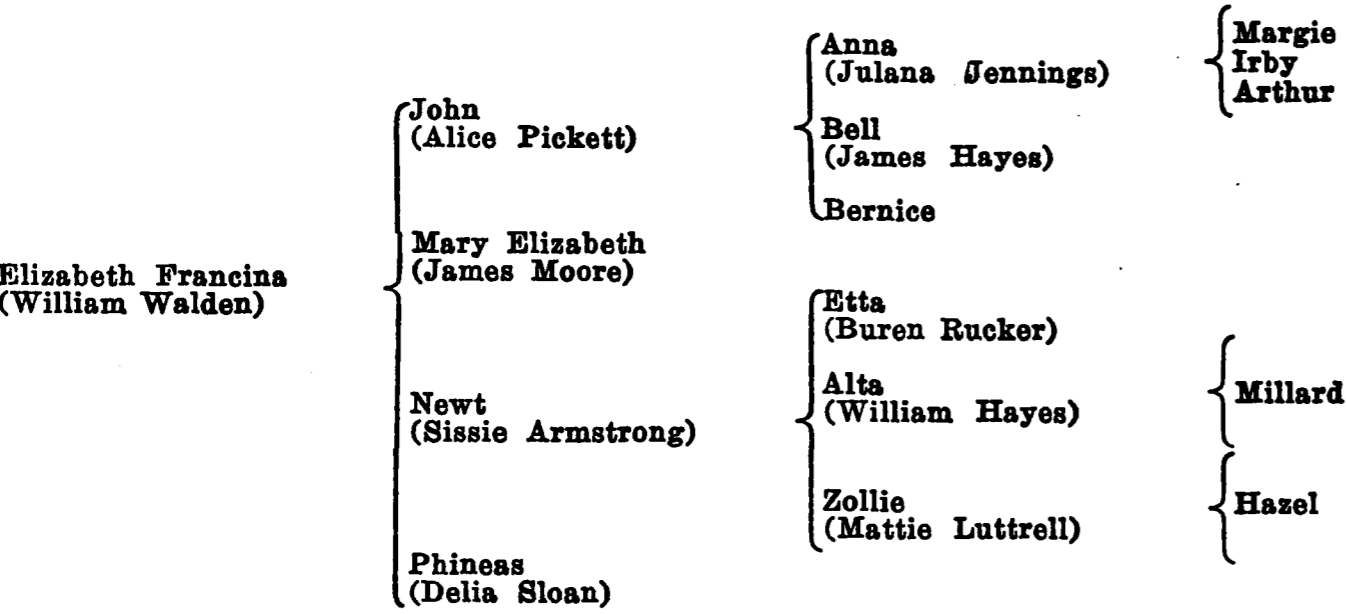 Elizabeth Francina
(William Walden)
John
(Alice Pickett)
Mary Elizabeth
(James Moore)
Newt
(Sissie Armstrong)
Phineas
(Delia Sloan)
Anna
(Julana Jennings)
Bell
(James Hayes)
Bernice
Etta
(Buren Rucker)
Alta
(William Hayes)
Zollie
(Mattie Luttrell)
Margie
Irby
Arthur
Millard
Hazel